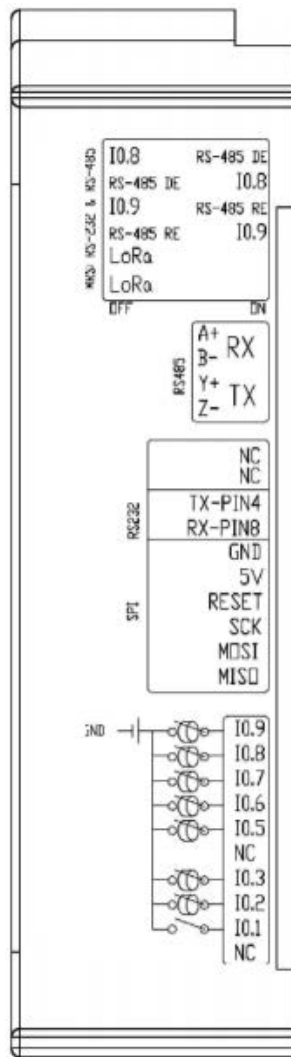 I0.8 RS-485 DE
RS-485 DE I0.8
I0.9 RS-485 RE
RS-485 RE I0.9
LoRa
LoRa
OFF ON
RS485
A+ RX
B-
Y+ TX
Z-
NC
NC
RS232
TX-PIN4
RX-PIN8
SPI
GND
5V
RESET
SCK
MOSI
MISO
GND
I0.9
I0.8
I0.7
I0.6
I0.5
NC
I0.3
I0.2
I0.1
NC